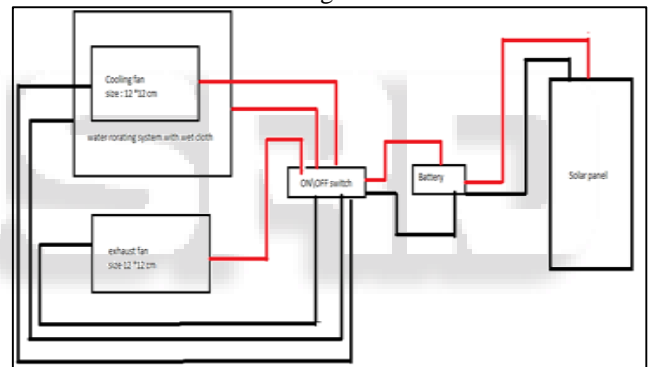 Cooling fan
size : 12 *12 cm
water rorating system with wet cloth
exhaust fan
size 12 *12 cm
ON\OFF switch
Battery
Solar panel